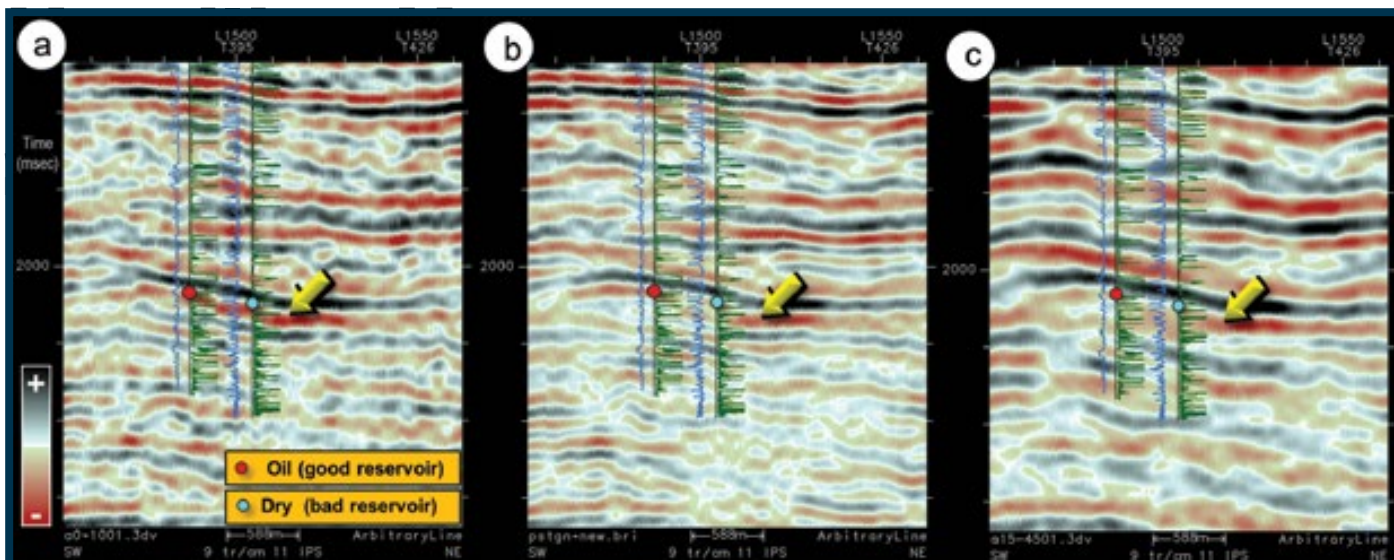 a
L1500
T395
L1550
T426
Time
(msec)
2000
+
-
Oil (good reservoir)
Dry (bad reservoir)
a0-1001.3dv
588m
ArbitraryLine
SW
9 tr/cm 11 IPS
NE
b
L1500
T395
L1550
T426
2000
pstgn-new.bri
588m
ArbitraryLine
SW
9 tr/cm 11 IPS
NE
c
L1500
T395
L1550
T426
2000
a15-4501.3dv
588m
ArbitraryLine
SW
9 tr/cm 11 IPS
NE